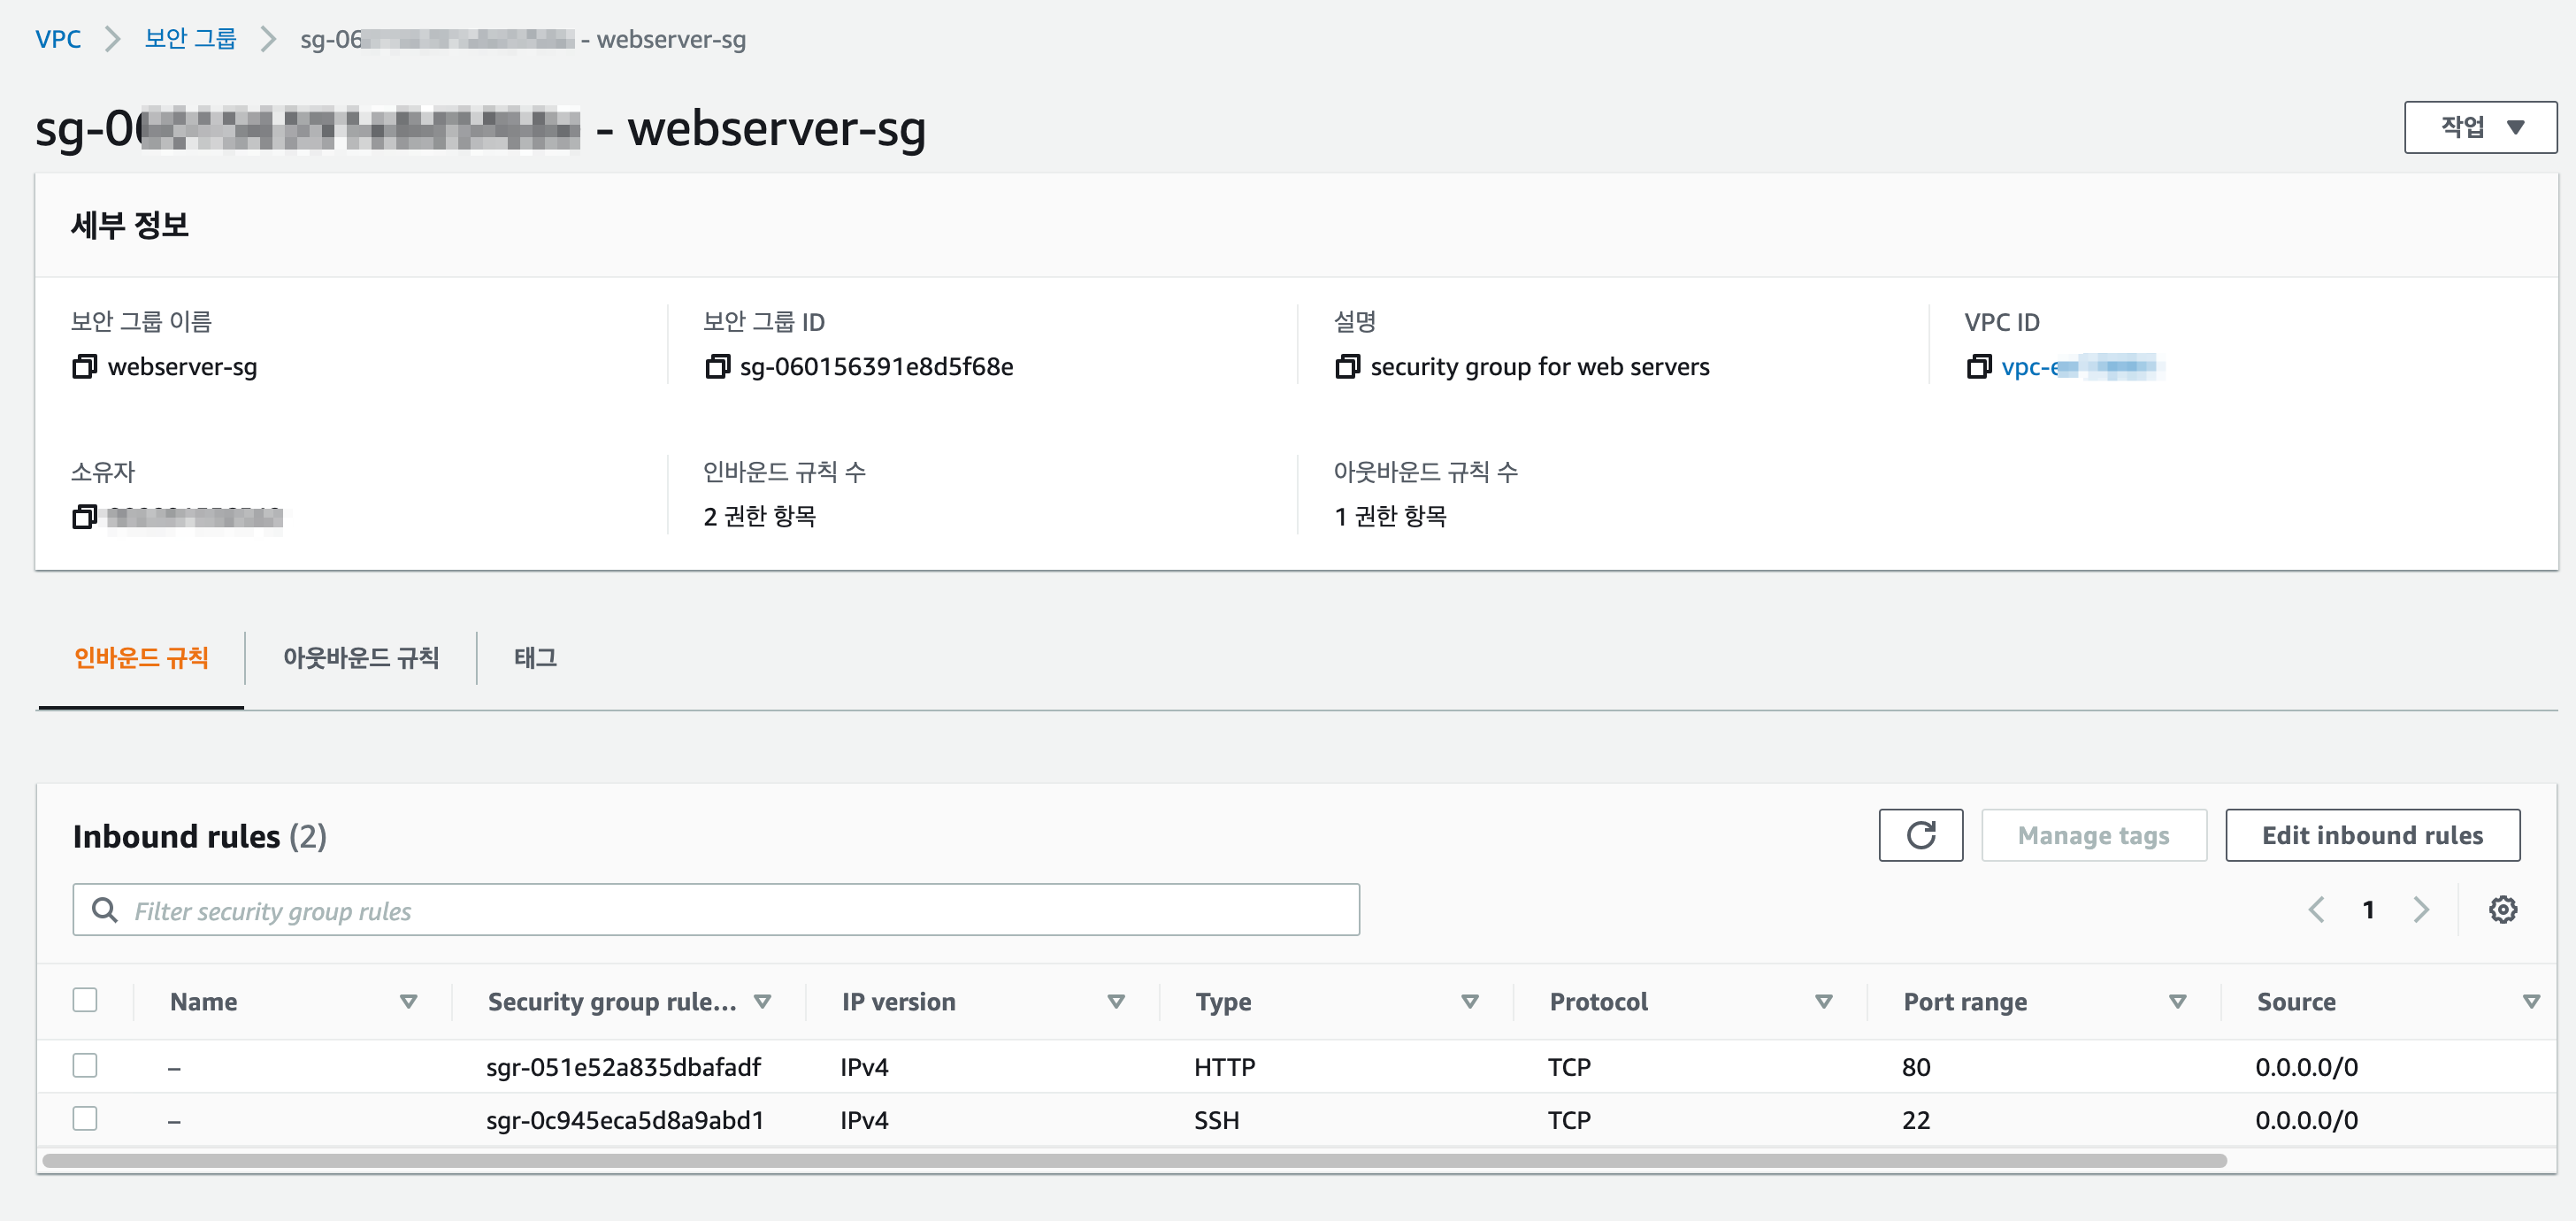 VPC 보안 그룹 sg-06 - webserver-sg
sg-0 - webserver-sg
작업
세부 정보
보안 그룹 이름 보안 그룹 ID 설명 VPC ID
webserver-sg sg-060156391e8d5f68e security group for web servers vpc-e
소유자 인바운드 규칙 수 아웃바운드 규칙 수
2 권한 항목 1 권한 항목
인바운드 규칙 아웃바운드 규칙 태그
Inbound rules (2) Manage tags Edit inbound rules
Filter security group rules 1
Name Security group rule... IP version Type Protocol Port range Source
– sgr-051e52a835dbafadf IPv4 HTTP TCP 80 0.0.0.0/0
– sgr-0c945eca5d8a9abd1 IPv4 SSH TCP 22 0.0.0.0/0